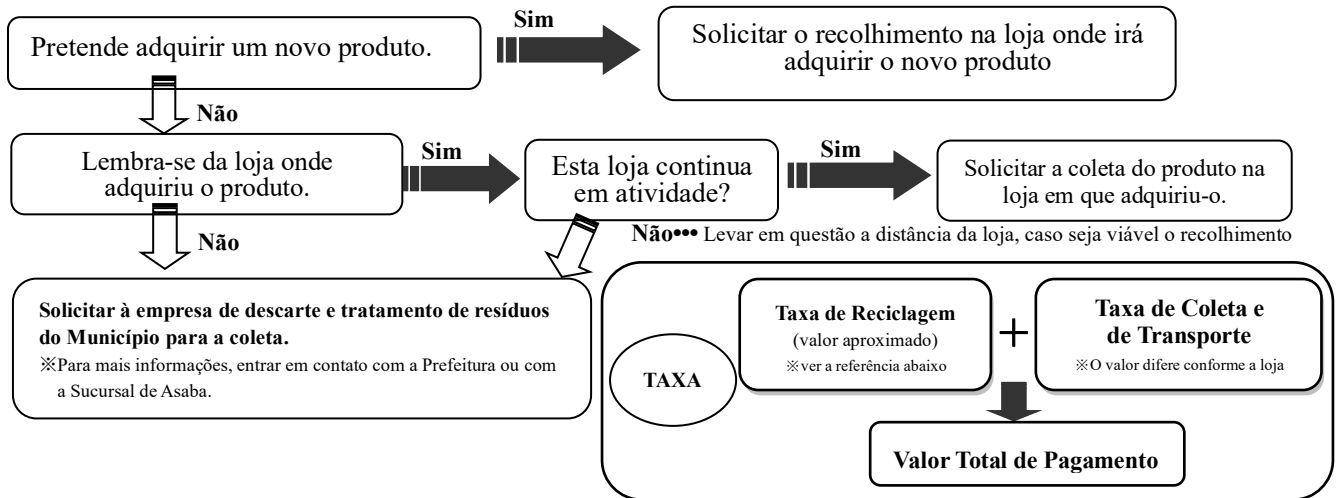 Sim
Pretende adquirir um novo produto.
Solicitar o recolhimento na loja onde irá
adquirir o novo produto
Não
Lembra-se da loja onde
adquiriu o produto.
Sim
Esta loja continua
em atividade?
Sim
Solicitar a coleta do produto na
loja em que adquiriu-o.
Não
Não••• Levar em questão a distância da loja, caso seja viável o recolhimento
Solicitar à empresa de descarte e tratamento de resíduos
do Município para a coleta.
※Para mais informações, entrar em contato com a Prefeitura ou com
a Sucursal de Asaba.
TAXA
Taxa de Reciclagem
(valor aproximado)
※ver a referência abaixo
+
Taxa de Coleta e
de Transporte
※O valor difere conforme a loja
Valor Total de Pagamento